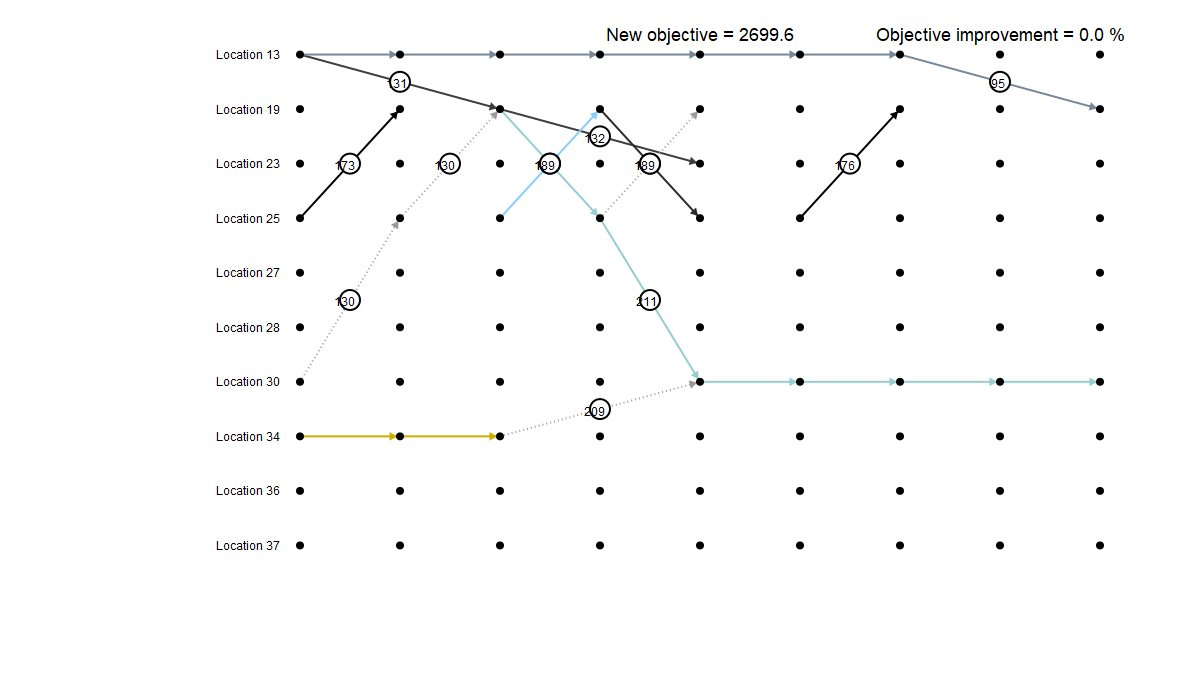 New objective = 2699.6 Objective improvement = 0.0 %
Location 13
131
95
Location 19
132
Location 23
173
130
189
189
176
Location 25
Location 27
130
211
Location 28
Location 30
209
Location 34
Location 36
Location 37